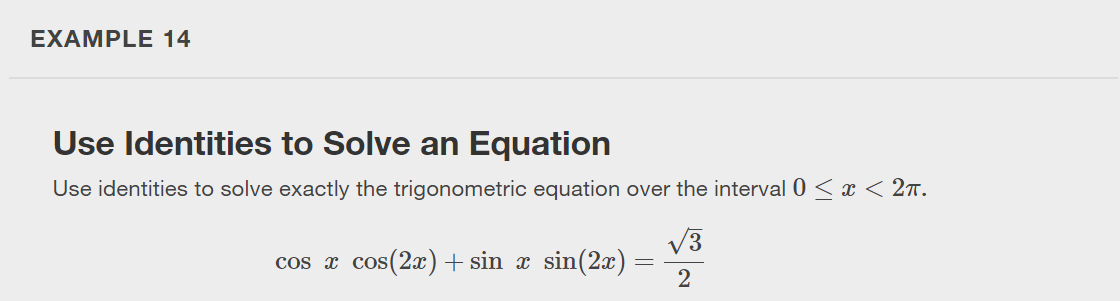 EXAMPLE 14
Use Identities to Solve an Equation
Use identities to solve exactly the trigonometric equation over the interval 0 ≤ x < 2π.
cos x cos(2x) + sin x sin(2x) = √3/2